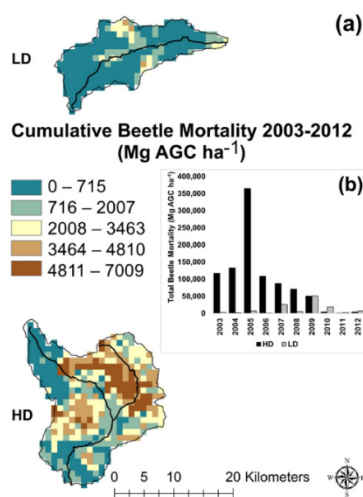 (a)
LD
Cumulative Beetle Mortality 2003-2012
(Mg AGC ha⁻¹)
0 – 715
716 – 2007
2008 – 3463
3464 – 4810
4811 – 7009
(b)
Total Beetle Mortality
(Mg AGC ha⁻¹)
400,000
350,000
300,000
250,000
200,000
150,000
100,000
50,000
0
2003 2004 2005 2006 2007 2008 2009 2010 2011 2012
HD LD
HD
0 5 10 20 Kilometers
N